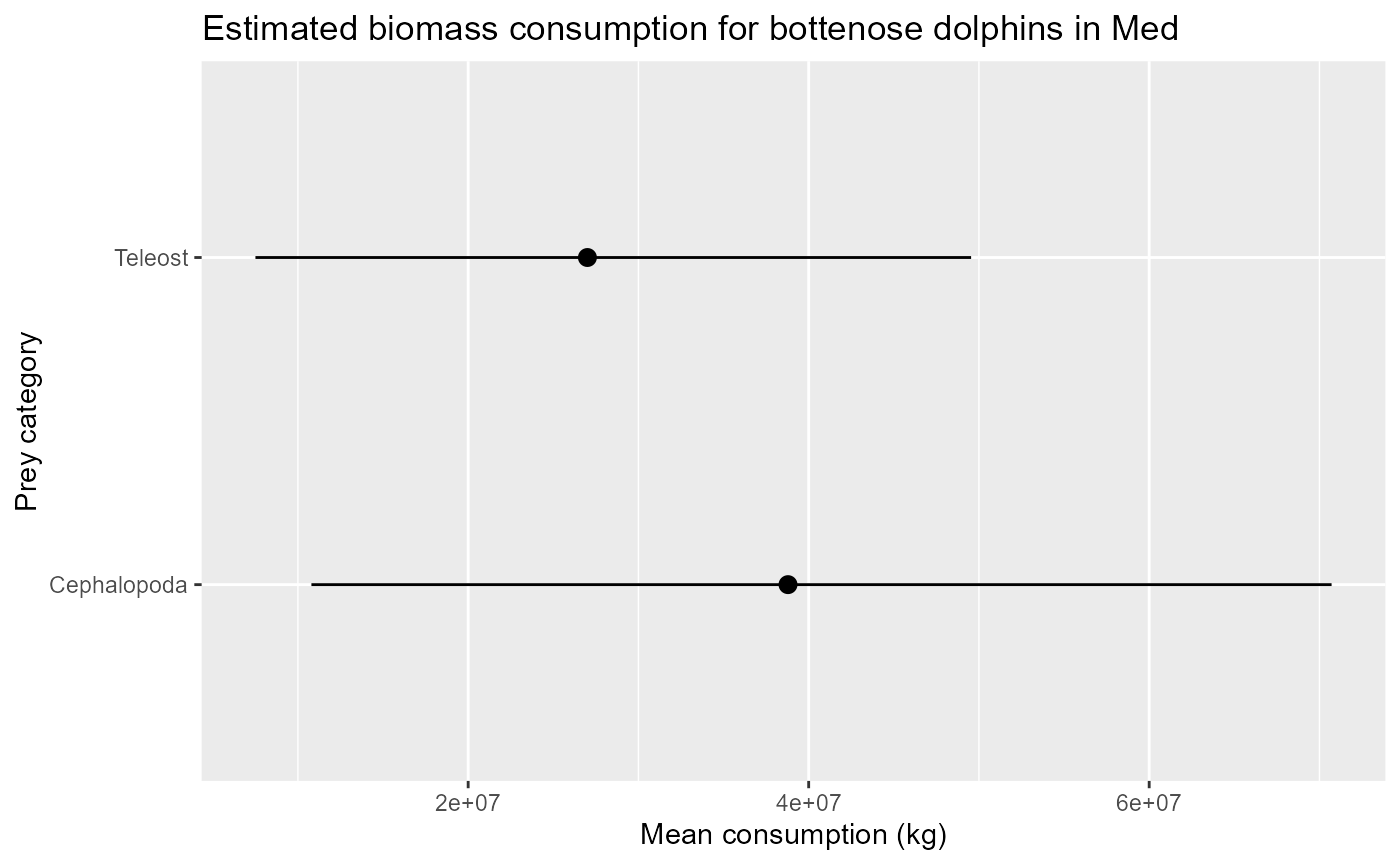 Estimated biomass consumption for bottenose dolphins in Med
Prey category
Teleost
Cephalopoda
2e+07 4e+07 6e+07
Mean consumption (kg)